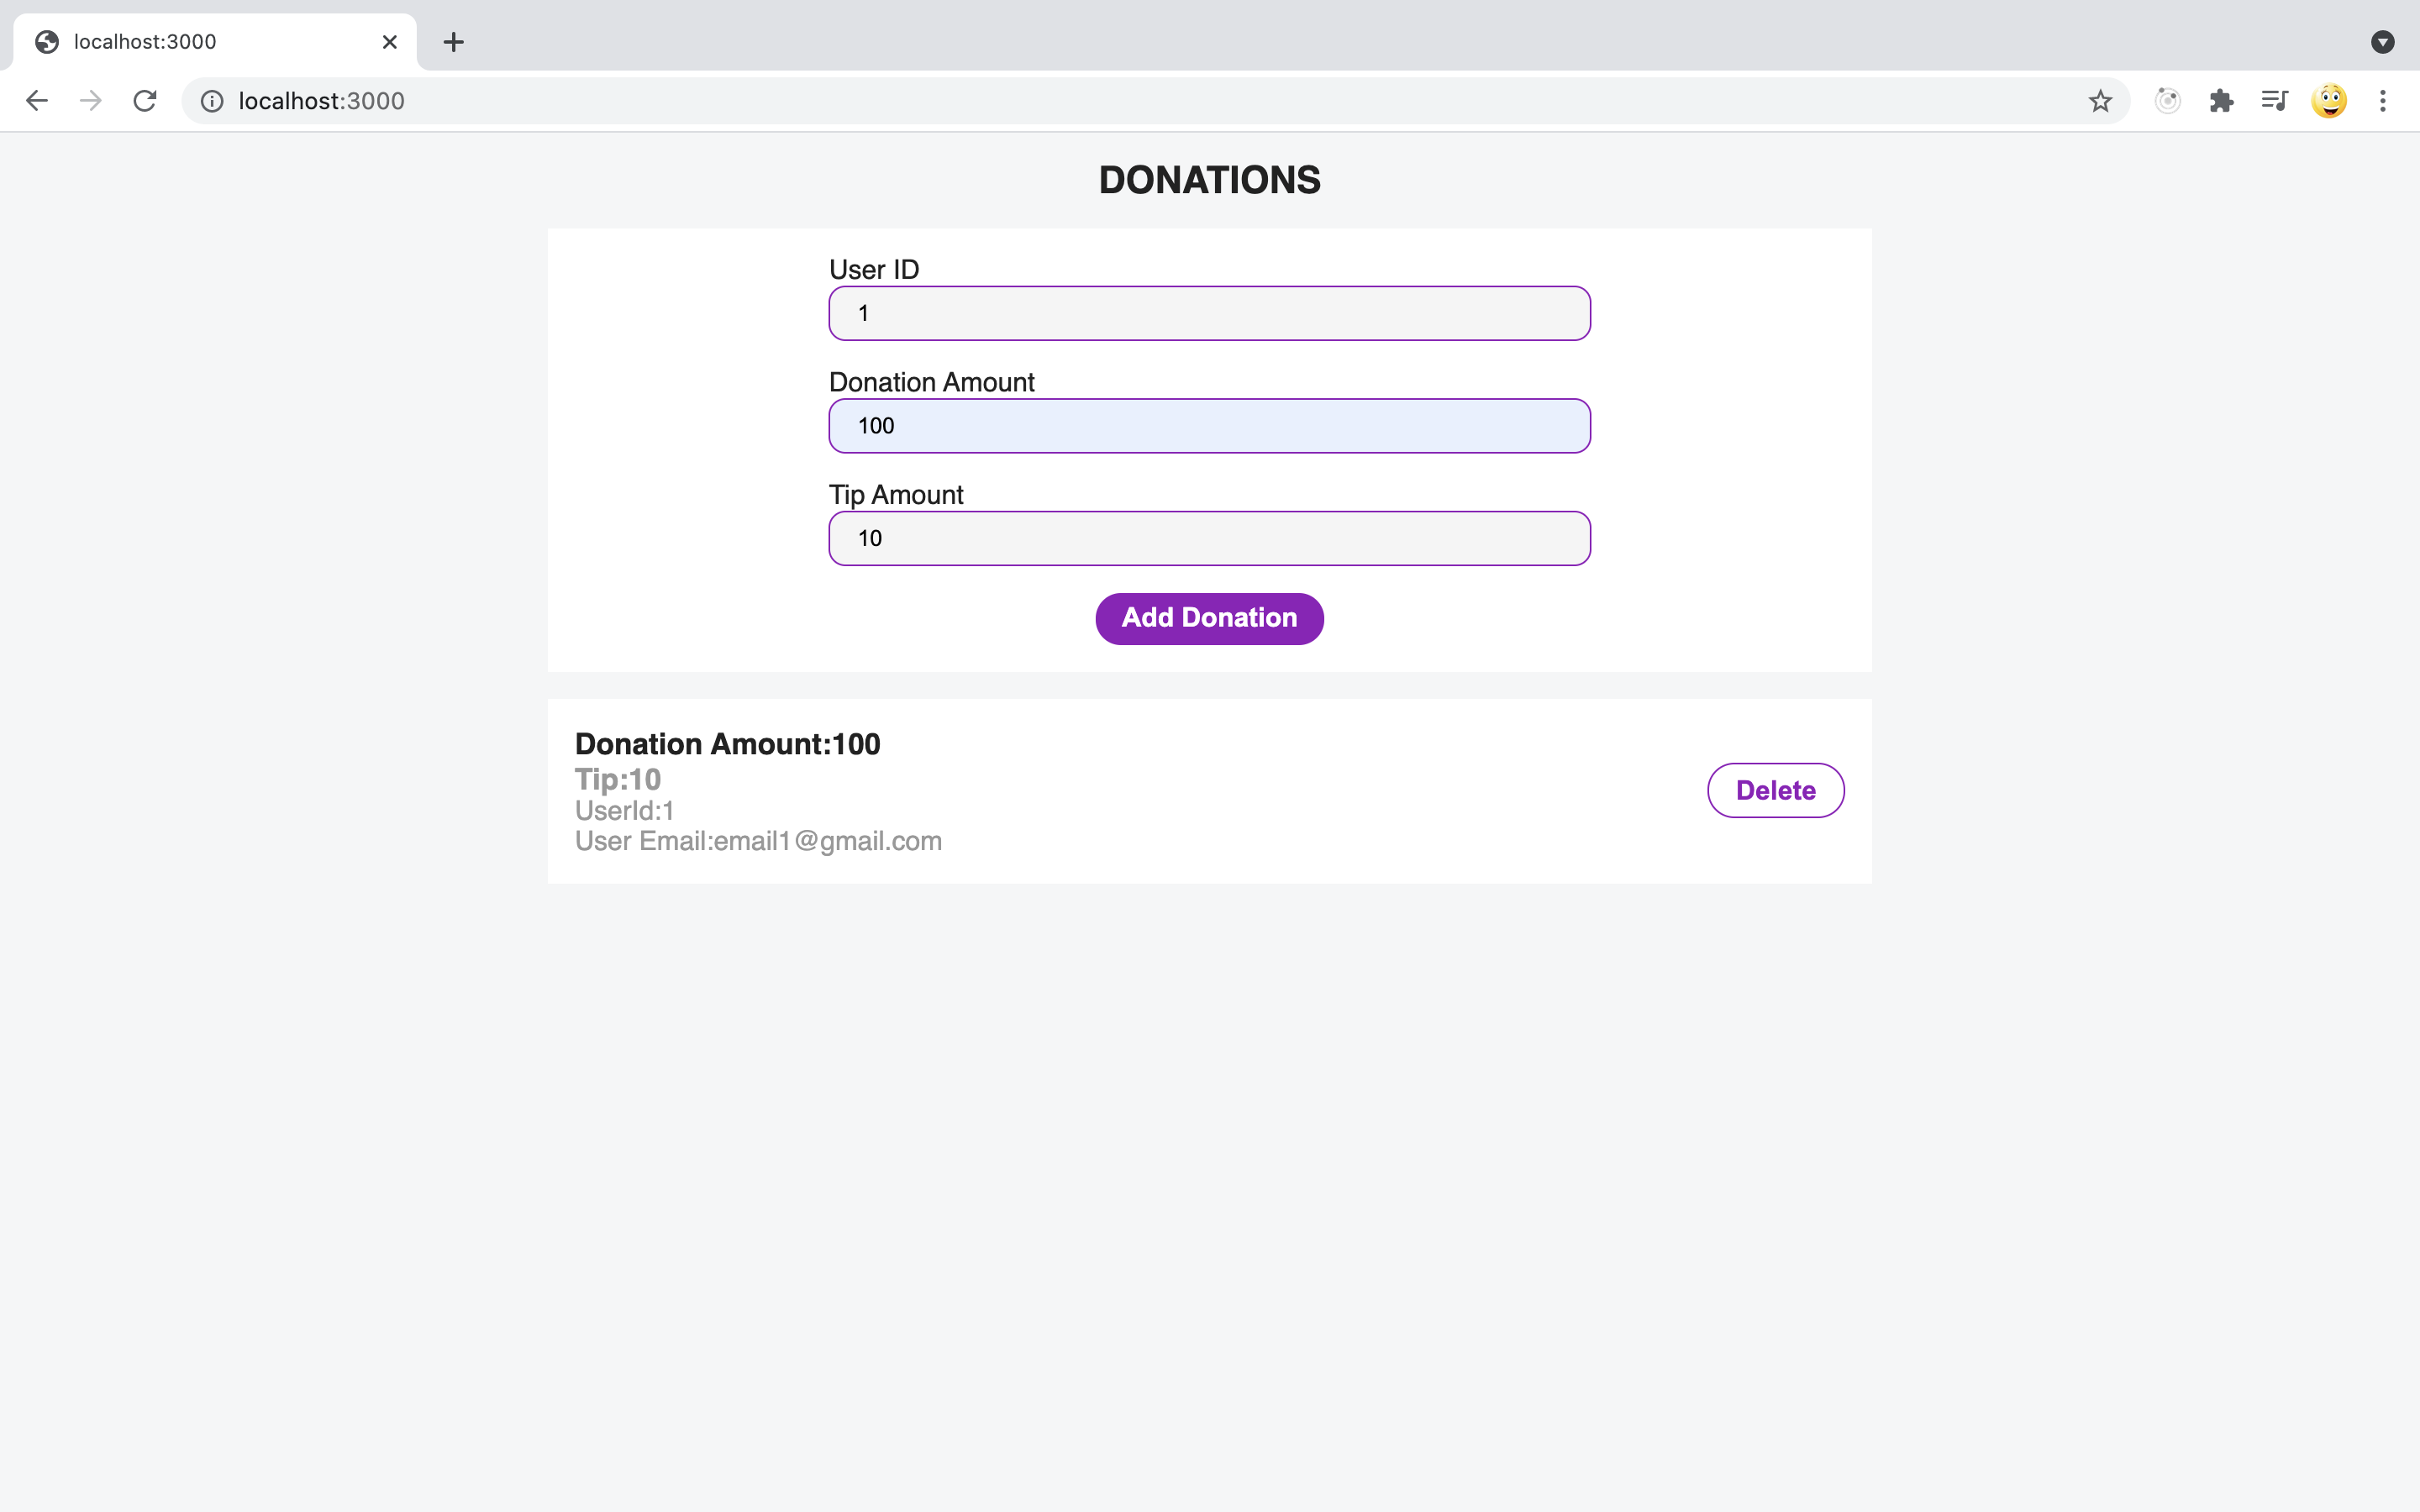 localhost:3000
localhost:3000
DONATIONS
User ID
1
Donation Amount
100
Tip Amount
10
Add Donation
Donation Amount:100
Tip:10
UserId:1
User Email:email1@gmail.com
Delete